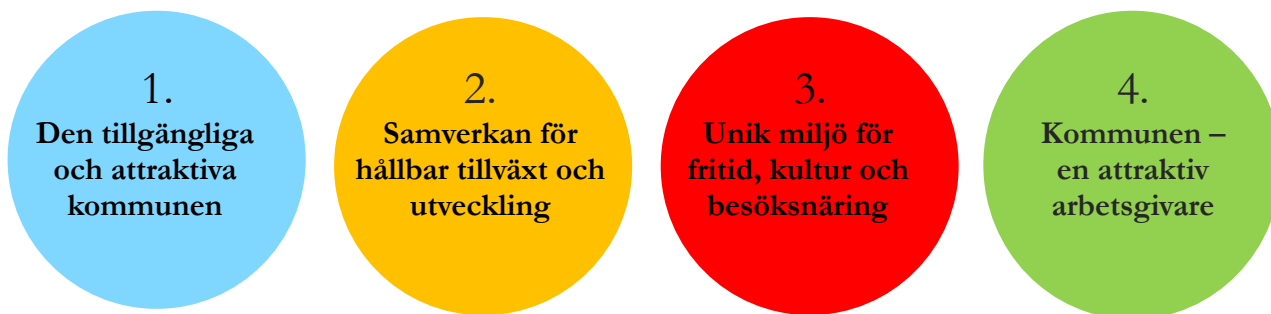 1.
Den tillgängliga
och attraktiva
kommunen
2.
Samverkan för
hållbar tillväxt och
utveckling
3.
Unik miljö för
fritid, kultur och
besöksnäring
4.
Kommunen –
en attraktiv
arbetsgivare